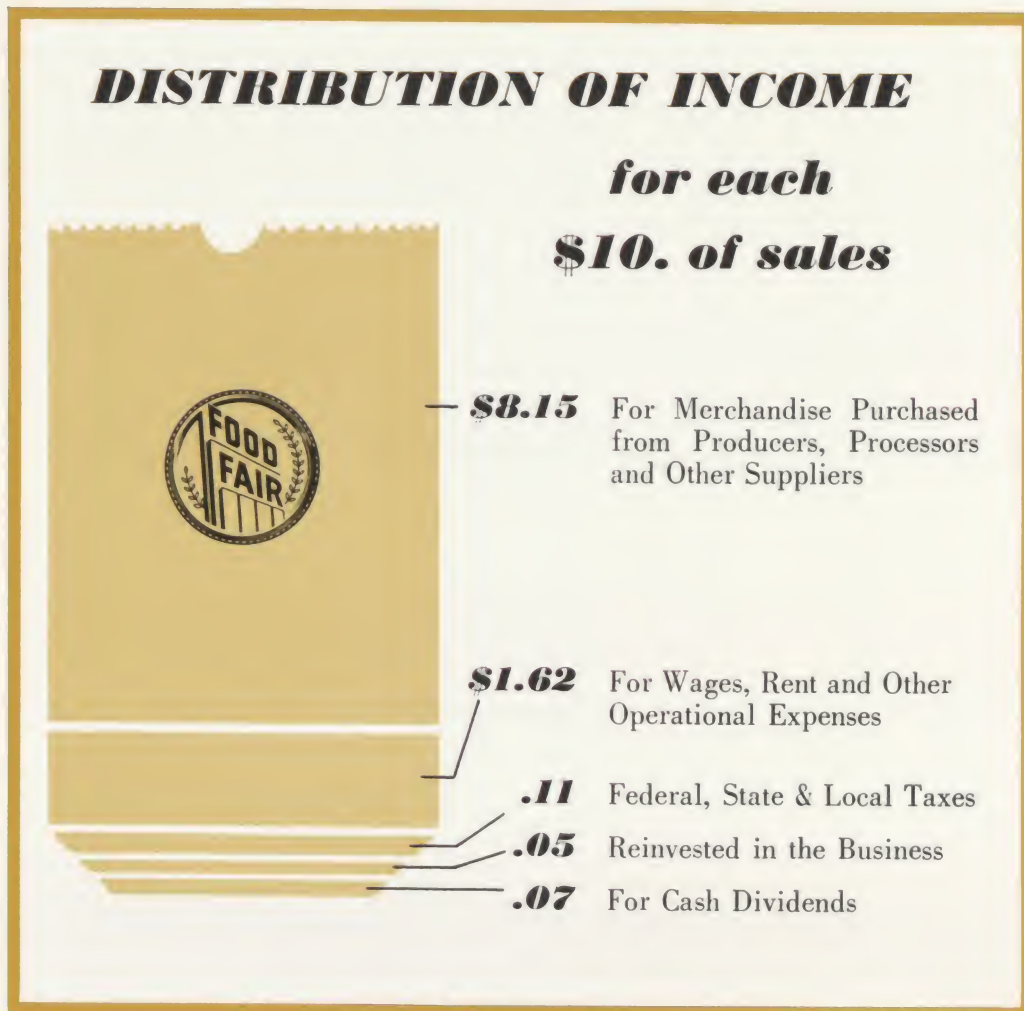 DISTRIBUTION OF INCOME
for each
$10. of sales
FOOD
FAIR
$8.15 For Merchandise Purchased
from Producers, Processors
and Other Suppliers
$1.62 For Wages, Rent and Other
Operational Expenses
.11 Federal, State & Local Taxes
.05 Reinvested in the Business
.07 For Cash Dividends